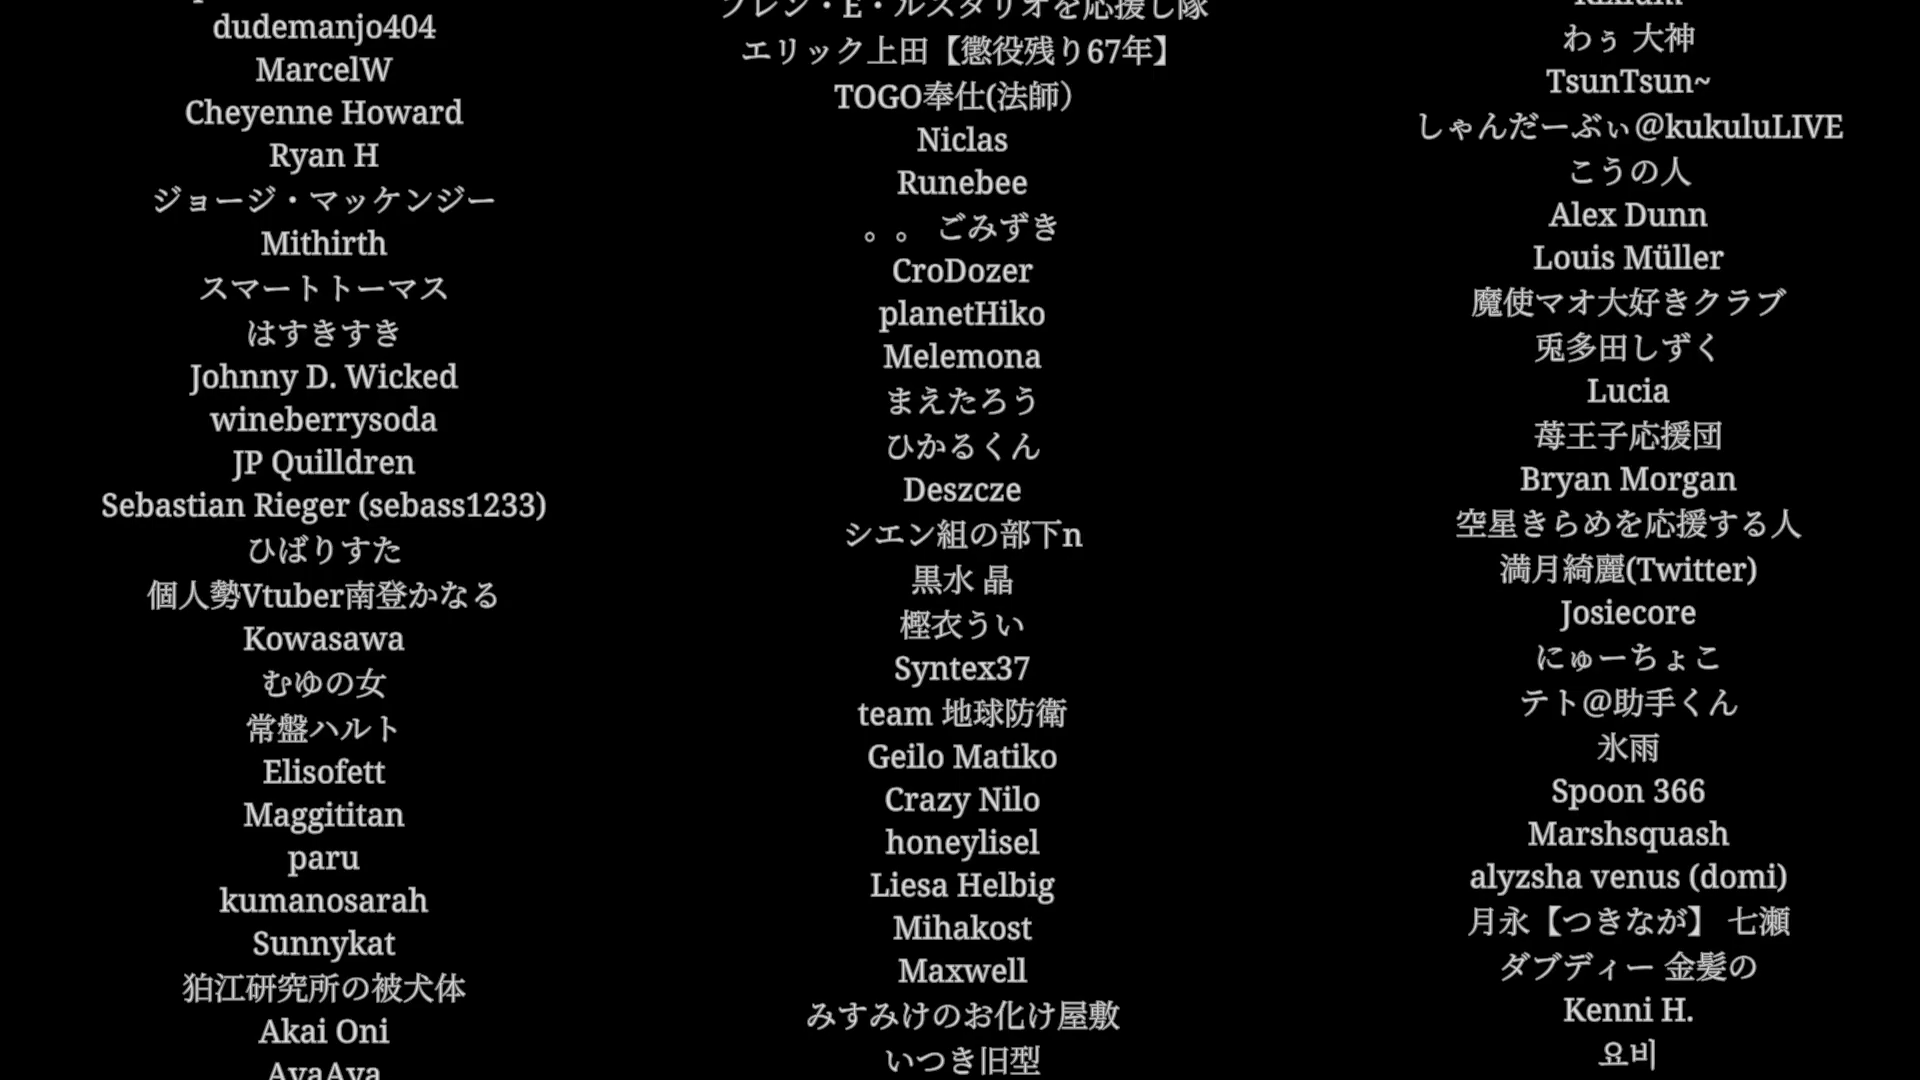 dudemanjo404
MarcelW
Cheyenne Howard
Ryan H
ジョージ・マッケンジー
Mithirth
スマートトーマス
はすきすき
Johnny D. Wicked
wineberrysoda
JP Quilldren
Sebastian Rieger (sebass1233)
ひばりすた
個人勢Vtuber南登かなる
Kowasawa
むゆの女
常盤ハルト
Elisofett
Maggititan
paru
kumanosarah
Sunnykat
狛江研究所の被犬体
Akai Oni
AyaAya
フレン・E・ルスタリオを応援し隊
エリック上田【懲役残り67年】
TOGO奉仕(法師）
Niclas
Runebee
。。 ごみずき
CroDozer
planetHiko
Melemona
まえたろう
ひかるくん
Deszcze
シエン組の部下n
黒水 晶
樫衣うい
Syntex37
team 地球防衛
Geilo Matiko
Crazy Nilo
honeylisel
Liesa Helbig
Mihakost
Maxwell
みすみけのお化け屋敷
いつき旧型
わぅ 大神
TsunTsun~
しゃんだーぶぃ@kukuluLIVE
こうの人
Alex Dunn
Louis Müller
魔使マオ大好きクラブ
兎多田しずく
Lucia
苺王子応援団
Bryan Morgan
空星きらめを応援する人
満月綺麗(Twitter)
Josiecore
にゅーちょこ
テト@助手くん
氷雨
Spoon 366
Marshsquash
alyzsha venus (domi)
月永【つきなが】 七瀬
ダブディー 金髪の
Kenni H.
요비